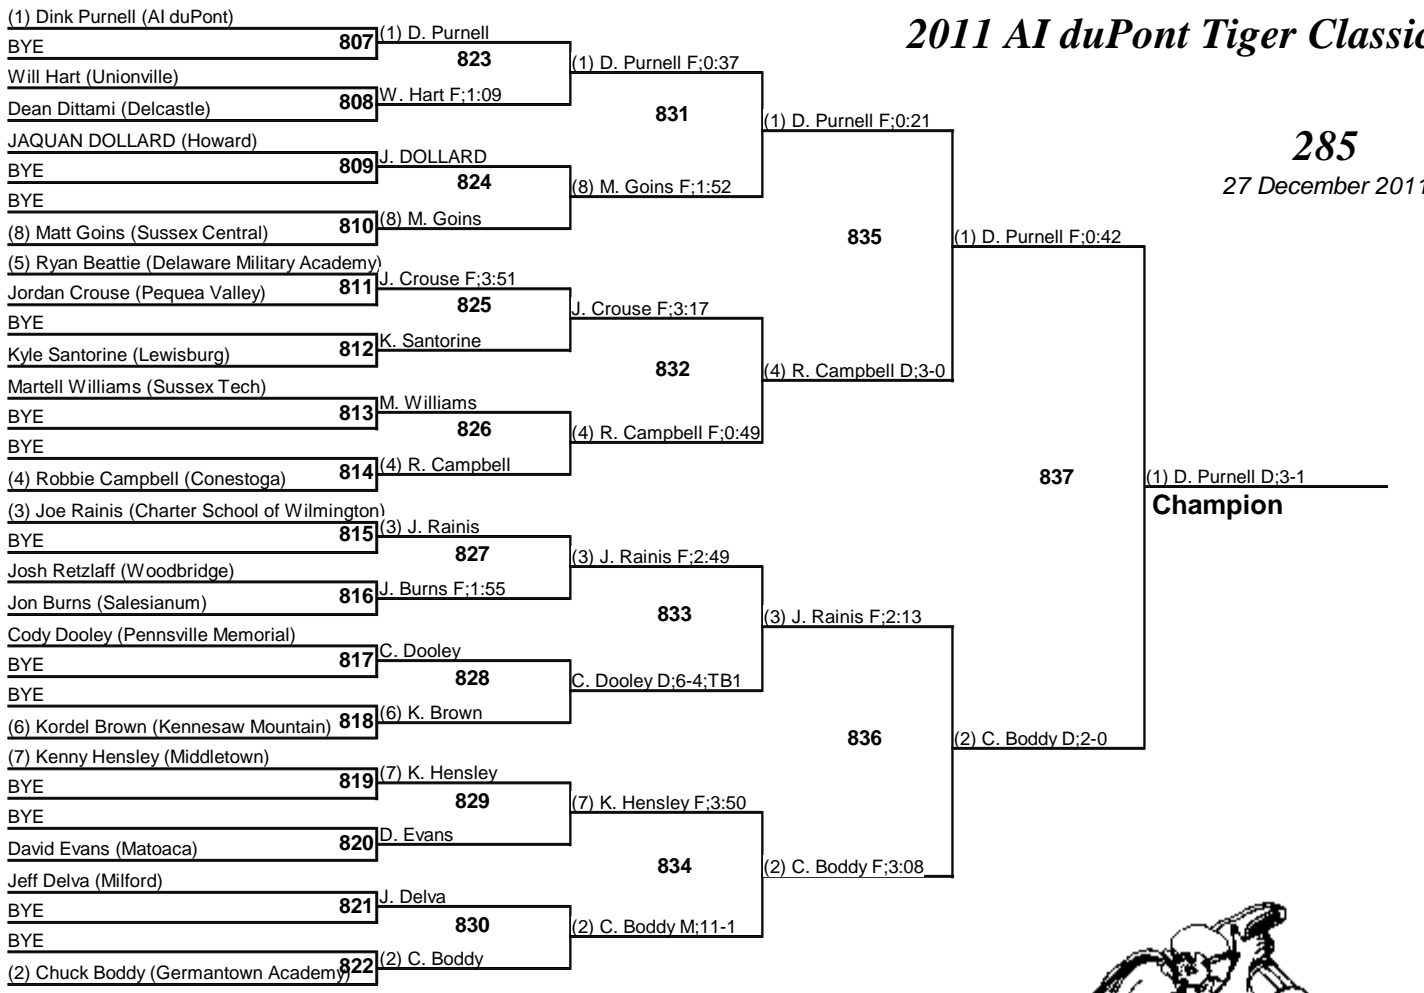 2011 AI duPont Tiger Classic
285
27 December 2011
(1) Dink Purnell (AI duPont)
BYE
Will Hart (Unionville)
Dean Dittami (Delcastle)
JAQUAN DOLLARD (Howard)
BYE
BYE
(8) Matt Goins (Sussex Central)
(5) Ryan Beattie (Delaware Military Academy)
Jordan Crouse (Pequea Valley)
BYE
Kyle Santorine (Lewisburg)
Martell Williams (Sussex Tech)
BYE
BYE
(4) Robbie Campbell (Conestoga)
(3) Joe Rainis (Charter School of Wilmington)
BYE
Josh Retzlaff (Woodbridge)
Jon Burns (Salesianum)
Cody Dooley (Pennsville Memorial)
BYE
BYE
(6) Kordel Brown (Kennesaw Mountain)
(7) Kenny Hensley (Middletown)
BYE
BYE
David Evans (Matoaca)
Jeff Delva (Milford)
BYE
BYE
(2) Chuck Boddy (Germantown Academy)
807
808
809
810
811
812
813
814
815
816
817
818
819
820
821
822
(1) D. Purnell
823
W. Hart F;1:09
J. DOLLARD
824
(8) M. Goins
J. Crouse F;3:51
825
K. Santorine
M. Williams
826
(4) R. Campbell
(3) J. Rainis
827
J. Burns F;1:55
C. Dooley
828
(6) K. Brown
(7) K. Hensley
829
D. Evans
J. Delva
830
(2) C. Boddy
(1) D. Purnell F;0:37
831
(8) M. Goins F;1:52
J. Crouse F;3:17
832
(4) R. Campbell F;0:49
(3) J. Rainis F;2:49
833
C. Dooley D;6-4;TB1
(7) K. Hensley F;3:50
834
(2) C. Boddy M;11-1
(1) D. Purnell F;0:21
835
(4) R. Campbell D;3-0
(3) J. Rainis F;2:13
836
(2) C. Boddy F;3:08
(1) D. Purnell F;0:42
837
(2) C. Boddy D;2-0
(1) D. Purnell D;3-1
Champion